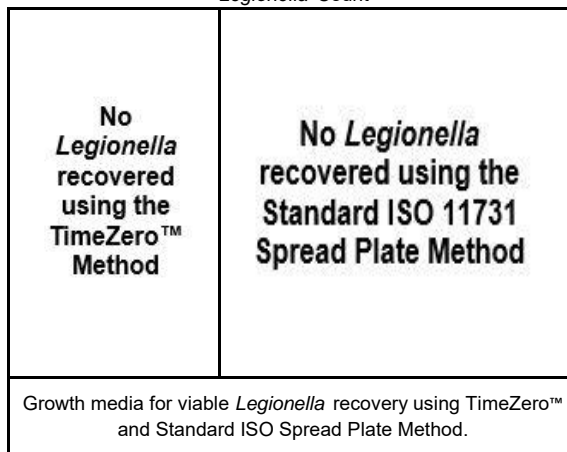 Legionella Count
No
Legionella
recovered
using the
TimeZero™
Method
No Legionella
recovered using the
Standard ISO 11731
Spread Plate Method
Growth media for viable Legionella recovery using TimeZero™
and Standard ISO Spread Plate Method.